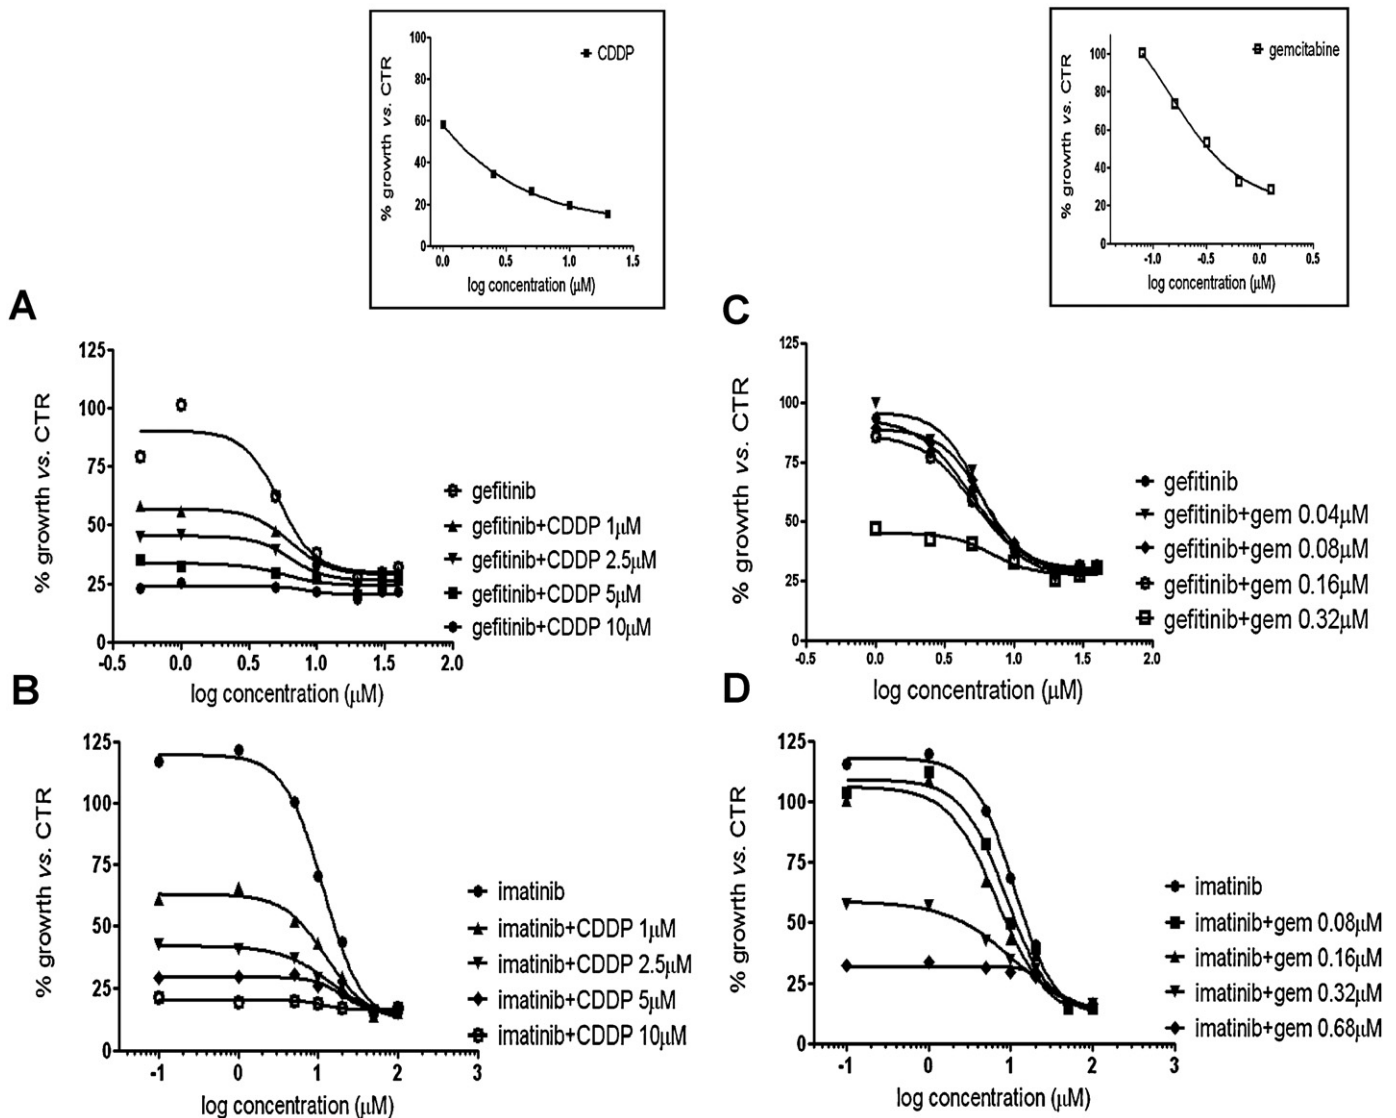 100
80
60
40
20
0
% growrth vs. CTR
CDDP
0.0 0.5 1.0 1.5
log concentration (µM)
100
80
60
40
20
0
% growrth vs. CTR
gemcitabine
-1.0 -0.5 0.0 0.5
log concentration (µM)
A
125
100
75
50
25
0
% growrth vs. CTR
-0.5 0.0 0.5 1.0 1.5 2.0
log concentration (µM)
gefitinib
gefitinib+CDDP 1µM
gefitinib+CDDP 2.5µM
gefitinib+CDDP 5µM
gefitinib+CDDP 10µM
C
125
100
75
50
25
0
% growrth vs. CTR
-0.5 0.0 0.5 1.0 1.5 2.0
log concentration (µM)
gefitinib
gefitinib+gem 0.04µM
gefitinib+gem 0.08µM
gefitinib+gem 0.16µM
gefitinib+gem 0.32µM
B
125
100
75
50
25
0
% growrth vs. CTR
-1 0 1 2 3
log concentration (µM)
imatinib
imatinib+CDDP 1µM
imatinib+CDDP 2.5µM
imatinib+CDDP 5µM
imatinib+CDDP 10µM
D
125
100
75
50
25
0
% growrth vs. CTR
-1 0 1 2 3
log concentration (µM)
imatinib
imatinib+gem 0.08µM
imatinib+gem 0.16µM
imatinib+gem 0.32µM
imatinib+gem 0.68µM